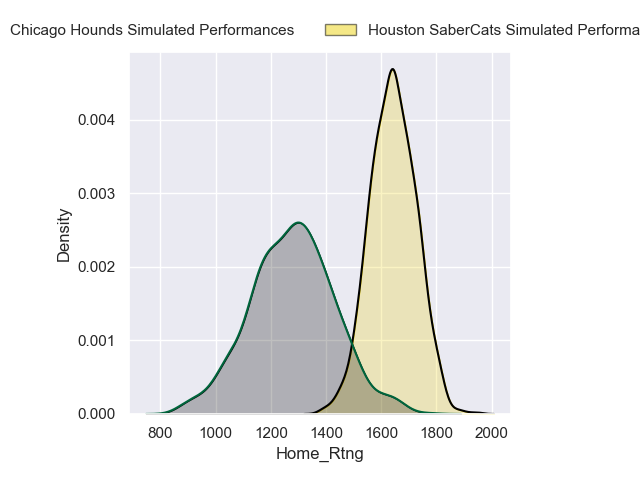 Chicago Hounds Simulated Performances
Houston SaberCats Simulated Performa
0.004
0.003
0.002
0.001
0.000
Density
800 1000 1200 1400 1600 1800 2000
Home_Rtng